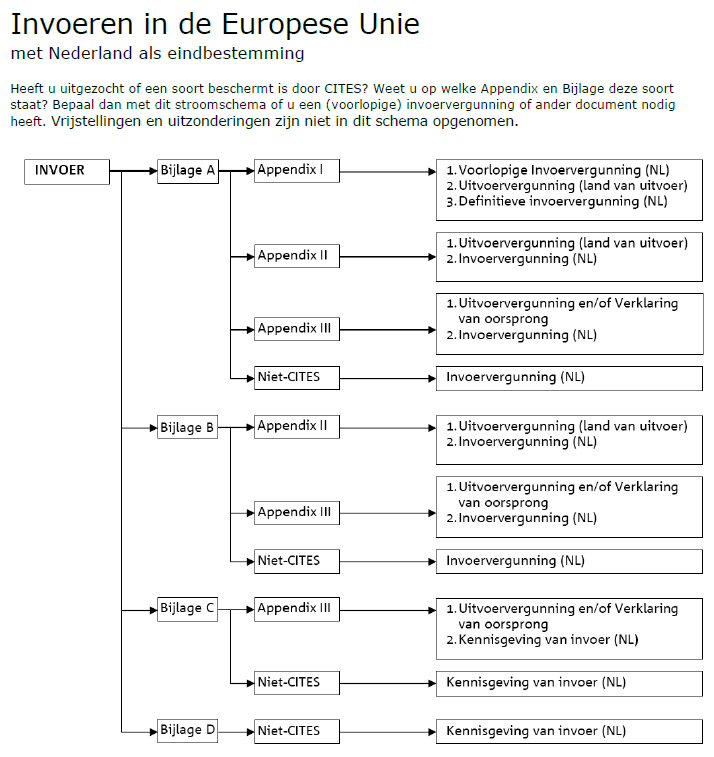 Invoeren in de Europese Unie
met Nederland als eindbestemming
Heeft u uitgezocht of een soort beschermt is door CITES? Weet u op welke Appendix en Bijlage deze soort
staat? Bepaal dan met dit stroomschema of u een (voorlopige) invoervergunning of ander document nodig
heeft. Vrijstellingen en uitzonderingen zijn niet in dit schema opgenomen.
INVOER
Bijlage A
Appendix I
1. Voorlopige Invoervergunning (NL)
2. Uitvoervergunning (land van uitvoer)
3. Definitieve invoervergunning (NL)
Appendix II
1. Uitvoervergunning (land van uitvoer)
2. Invoervergunning (NL)
Appendix III
1. Uitvoervergunning en/of Verklaring
van oorsprong
2. Invoervergunning (NL)
Niet-CITES
Invoervergunning (NL)
Bijlage B
Appendix II
1. Uitvoervergunning (land van uitvoer)
2. Invoervergunning (NL)
Appendix III
1. Uitvoervergunning en/of Verklaring
van oorsprong
2. Invoervergunning (NL)
Niet-CITES
Invoervergunning (NL)
Bijlage C
Appendix III
1. Uitvoervergunning en/of Verklaring
van oorsprong
2. Kennisgeving van invoer (NL)
Niet-CITES
Kennisgeving van invoer (NL)
Bijlage D
Niet-CITES
Kennisgeving van invoer (NL)